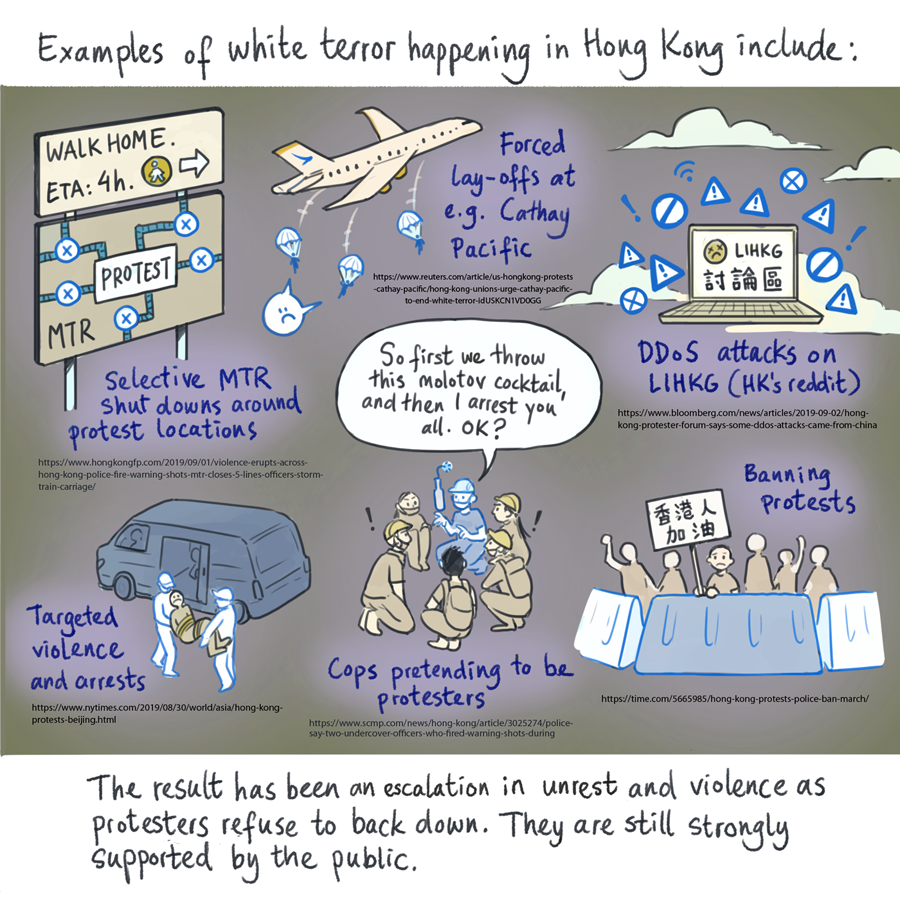 Examples of white terror happening in Hong Kong include:
WALK HOME.
ETA: 4h.
PROTEST
MTR
Selective MTR
shut downs around
protest locations
https://www.hongkongfp.com/2019/09/01/violence-erupts-across-
hong-kong-police-fire-warning-shots-mtr-closes-5-lines-officers-storm-
train-carriage/
Forced
lay-offs at
e.g. Cathay
Pacific
https://www.reuters.com/article/us-hongkong-protests
-cathay-pacific/hong-kong-unions-urge-cathay-pacific-
to-end-white-terror-idUSKCN1VD0GG
LIHKG
討論區
DDoS attacks on
LIHKG (HK's reddit)
https://www.bloomberg.com/news/articles/2019-09-02/hong-
kong-protester-forum-says-some-ddos-attacks-came-from-china
Targeted
violence
and arrests
https://www.nytimes.com/2019/08/30/world/asia/hong-kong-
protests-beijing.html
So first we throw
this molotov cocktail,
and then I arrest you
all. OK?
! !
Cops pretending to be
protesters
https://www.scmp.com/news/hong-kong/article/3025274/police-
say-two-undercover-officers-who-fired-warning-shots-during
Banning
protests
香港人
加油
https://time.com/5665985/hong-kong-protests-police-ban-march/
The result has been an escalation in unrest and violence as
protesters refuse to back down. They are still strongly
supported by the public.